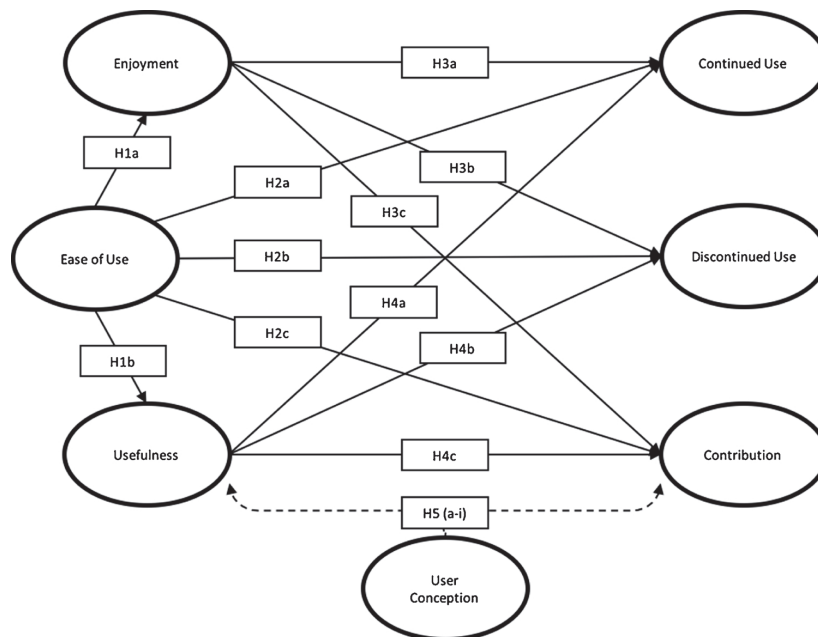 Enjoyment
H3a
Continued Use
H1a
H3b
H2a
H3c
Ease of Use
H2b
Discontinued Use
H4a
H2c
H4b
H1b
Usefulness
H4c
Contribution
H5 (a-i)
User
Conception